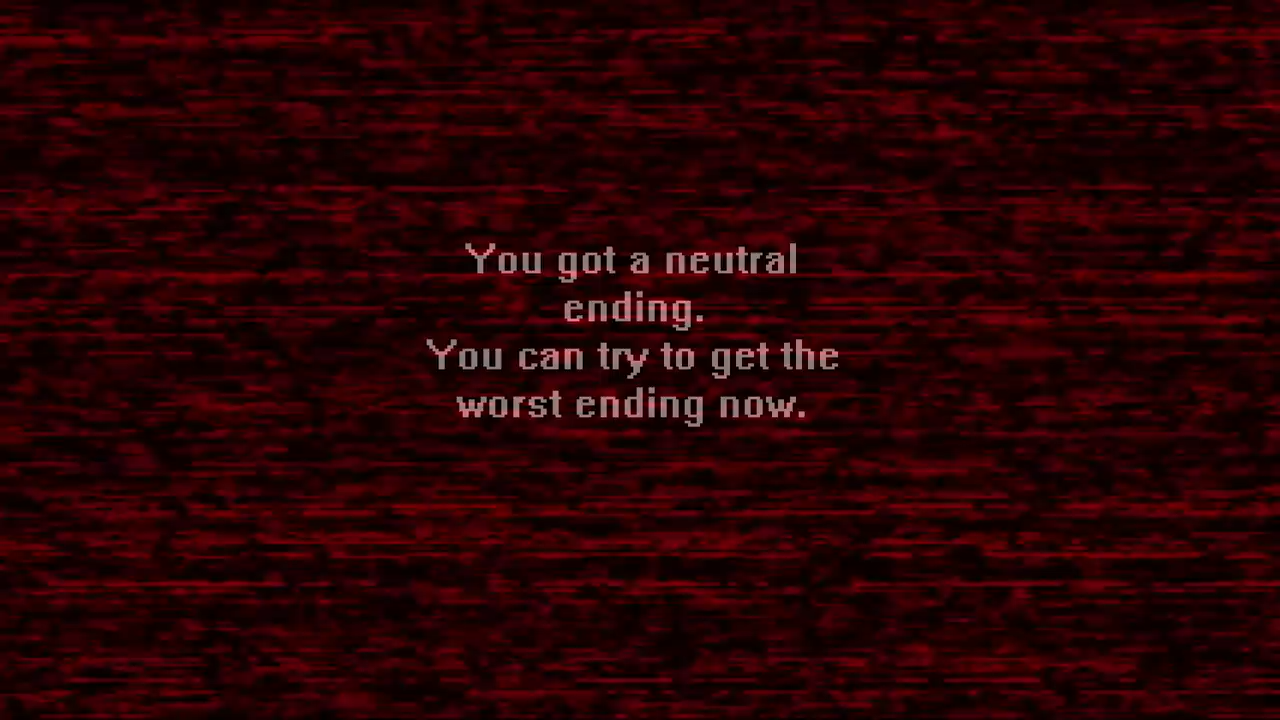 You got a neutral
ending.
You can try to get the
worst ending now.